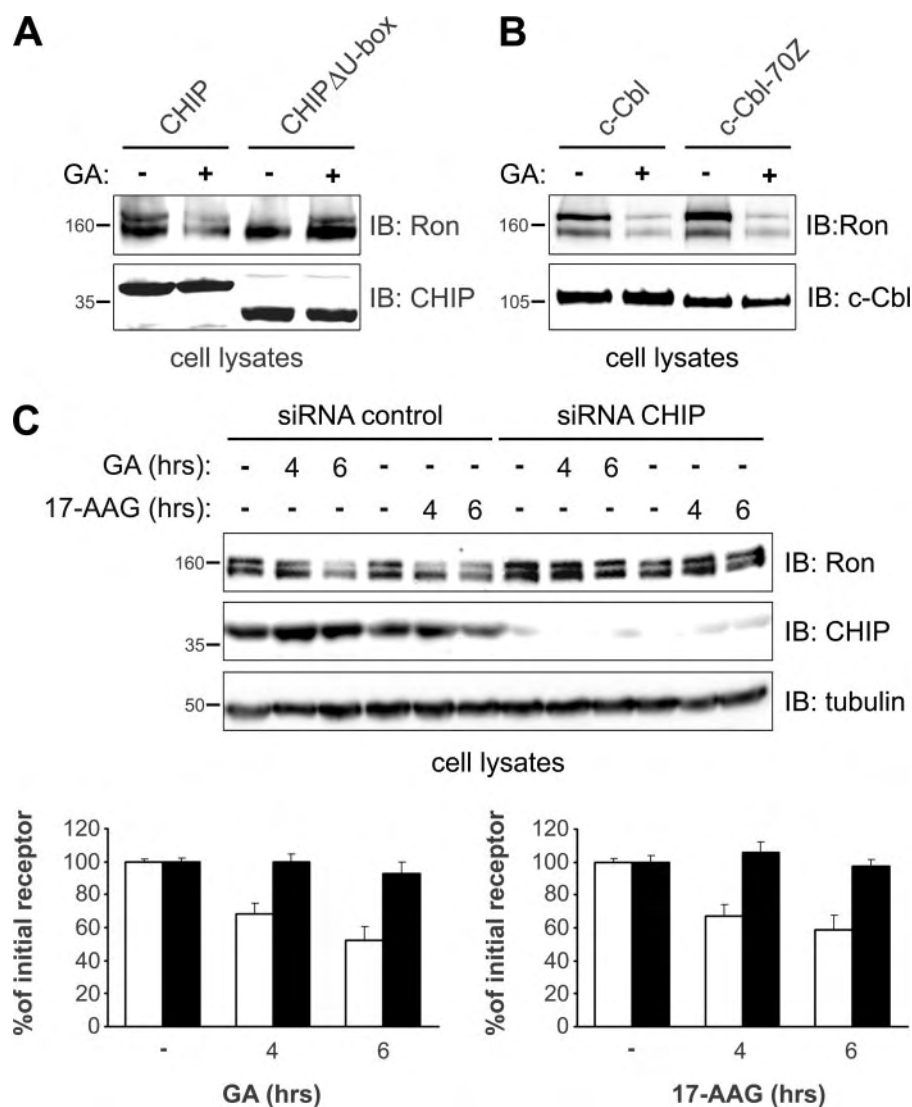 A
CHIP CHIPΔU-box
GA: - + - +
160 IB: Ron
35 IB: CHIP
cell lysates
B
c-Cbl c-Cbl-70Z
- + - +
160 IB:Ron
105 IB: c-Cbl
cell lysates
C
siRNA control siRNA CHIP
GA (hrs): - 4 6 - - - - 4 6 - - -
17-AAG (hrs): - - - - 4 6 - - - - 4 6
160 IB: Ron
35 IB: CHIP
50 IB: tubulin
cell lysates
%of initial receptor
120
100
80
60
40
20
0
- 4 6
GA (hrs)
%of initial receptor
120
100
80
60
40
20
0
- 4 6
17-AAG (hrs)